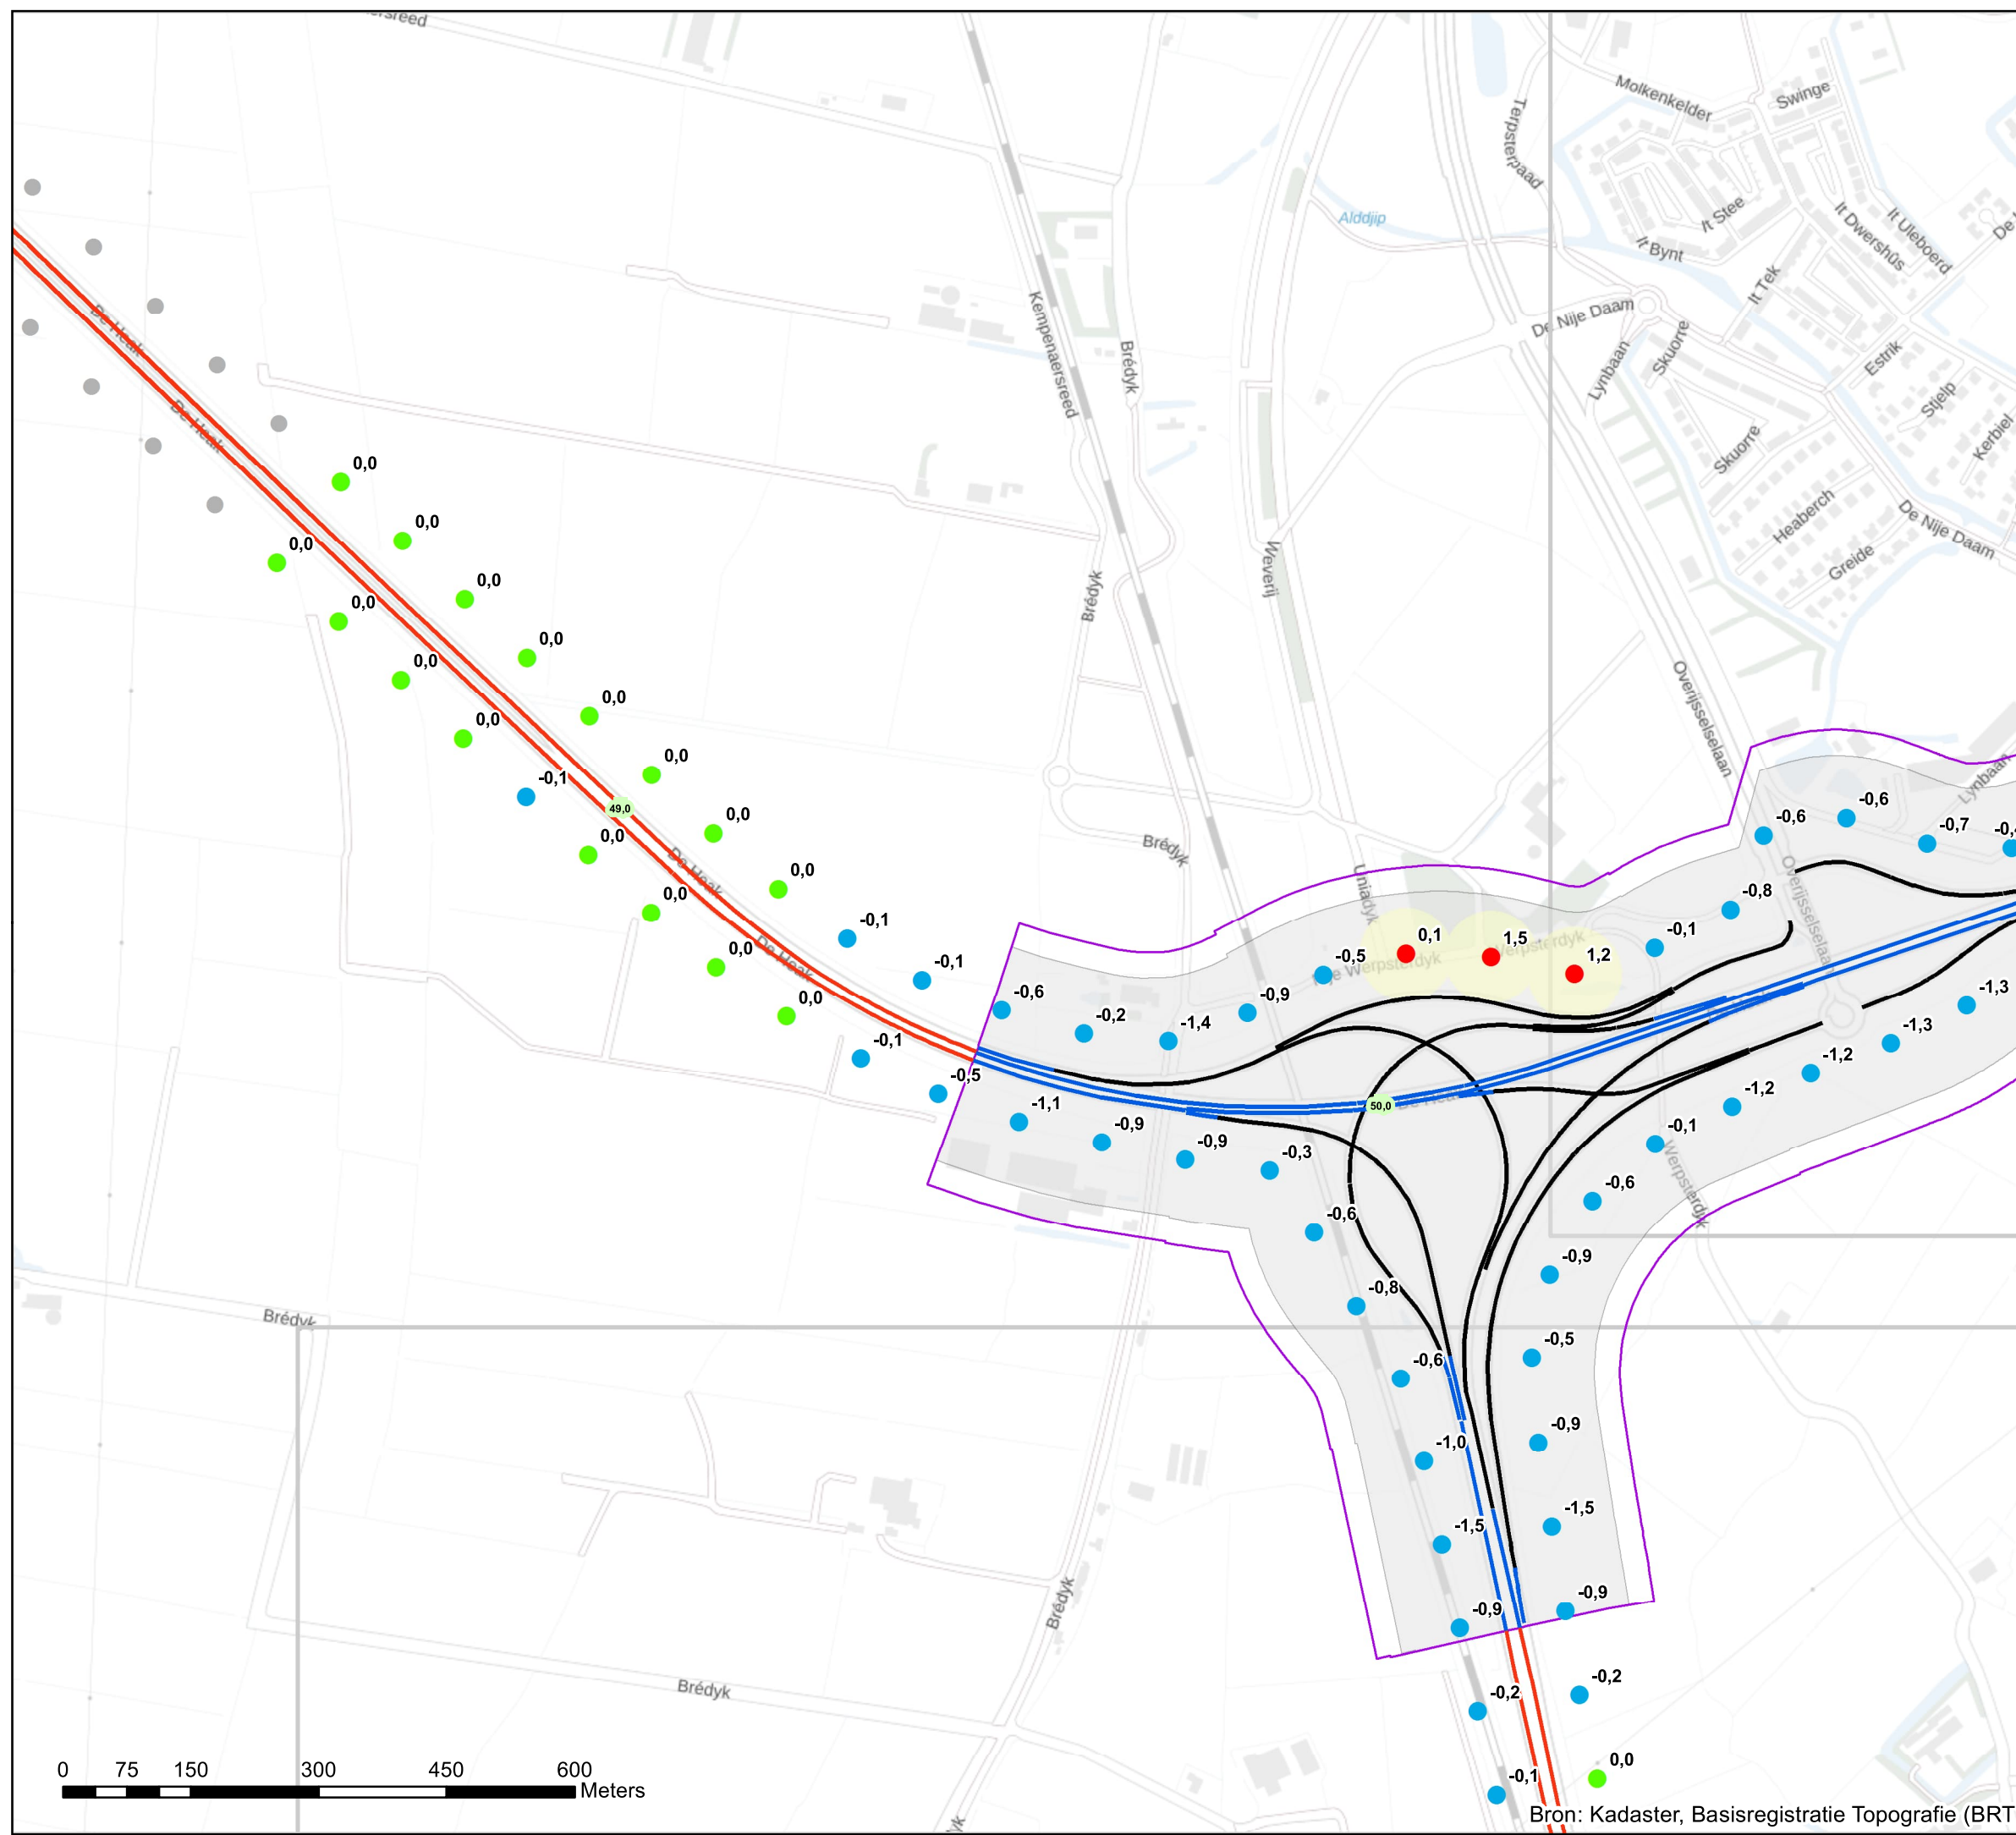 Molkenkelder
Swinge
Terpsterpaad
Alddjip
It Stee
It Bynt
It Dwershûs
It Uleboerd
It Tek
De Nije Daam
Lynbaan
Skuorre
Estrik
Stjelp
Kerbiel
Skuorre
Heaberch
Greide
De Nije Daam
Kempenaersreed
Brédyk
De Heak
De Heak
0,0
0,0
0,0
0,0
0,0
0,0
0,0
0,0
0,0
0,0
0,0
-0,1
49,0
0,0
0,0
0,0
De Heak
0,0
De Heak
0,0
0,0
-0,1
-0,1
-0,1
-0,5
Brédyk
Weverij
Brédyk
Overijsselselaan
Uniadyk
Lynbaan
Overijsselselaan
-0,6
-0,6
-0,7
-0,8
-0,1
0,1
1,5
1,2
-0,5
-0,9
-1,4
-0,2
-0,6
50,0
-1,1
-0,9
-0,9
-0,3
-0,6
-0,8
-0,6
-1,0
-1,5
-0,9
-0,2
-0,1
-1,3
-1,3
-1,2
-1,2
-0,1
-0,6
-0,9
-0,5
-0,9
-1,5
-0,9
-0,2
0,0
Werpsterdyk
Brédyk
Brédyk
Brédyk
0 75 150 300 450 600
Meters
Bron: Kadaster, Basisregistratie Topografie (BRT